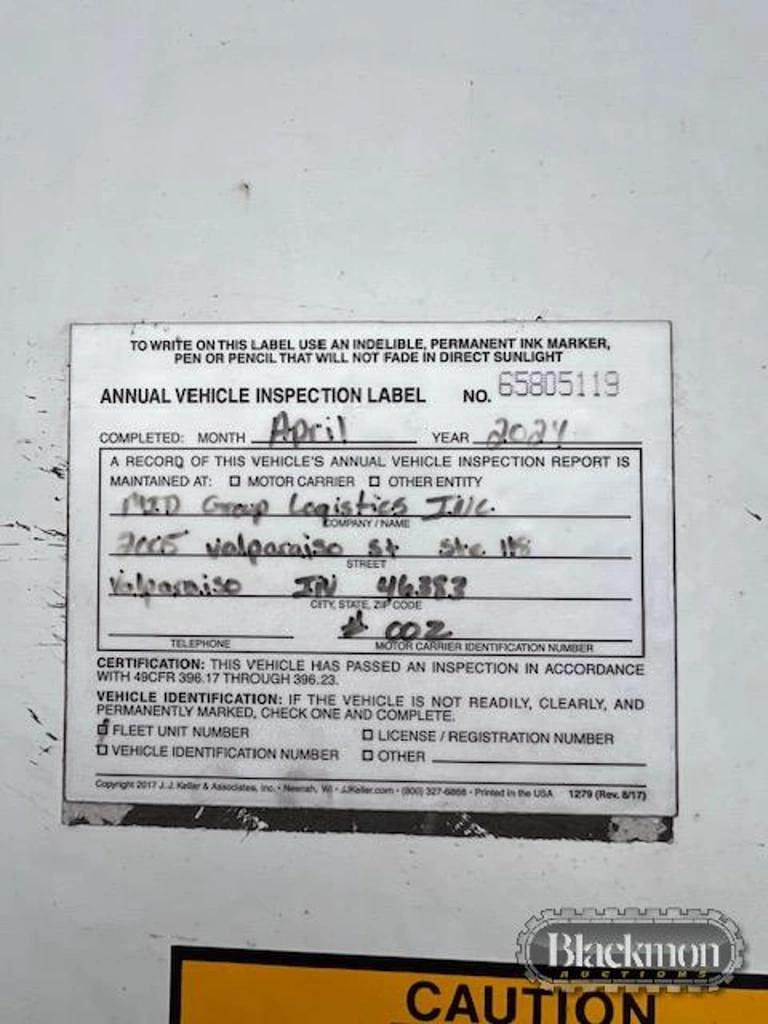 TO WRITE ON THIS LABEL USE AN INDELIBLE, PERMANENT INK MARKER,
PEN OR PENCIL THAT WILL NOT FADE IN DIRECT SUNLIGHT
ANNUAL VEHICLE INSPECTION LABEL NO. 65805119
COMPLETED: MONTH April YEAR 2024
A RECORD OF THIS VEHICLE'S ANNUAL VEHICLE INSPECTION REPORT IS
MAINTAINED AT: ☐ MOTOR CARRIER ☐ OTHER ENTITY
Group Logistics INC.
COMPANY / NAME
valparaiso st Ste 118
STREET
Valparaiso IN 46383
CITY, STATE, ZIP CODE
# 002
TELEPHONE MOTOR CARRIER IDENTIFICATION NUMBER
CERTIFICATION: THIS VEHICLE HAS PASSED AN INSPECTION IN ACCORDANCE
WITH 49CFR 396.17 THROUGH 396.23.
VEHICLE IDENTIFICATION: IF THE VEHICLE IS NOT READILY, CLEARLY, AND
PERMANENTLY MARKED, CHECK ONE AND COMPLETE.
☑ FLEET UNIT NUMBER ☐ LICENSE / REGISTRATION NUMBER
☐ VEHICLE IDENTIFICATION NUMBER ☐ OTHER
Copyright 2017 J. J. Keller & Associates, Inc. • Neenah, WI • JJKeller.com • (800) 327-6868 • Printed in the USA 1279 (Rev. 8/17)
Blackmon
AUCTIONS
CAUTION